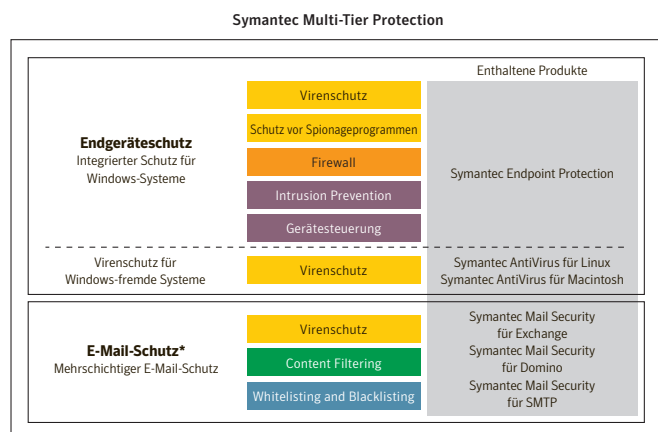 Symantec Multi-Tier Protection
Enthaltene Produkte
Endgeräteschutz
Integrierter Schutz für
Windows-Systeme
Virenschutz
Schutz vor Spionageprogrammen
Firewall
Intrusion Prevention
Gerätesteuerung
Symantec Endpoint Protection
Virenschutz für
Windows-fremde Systeme
Virenschutz
Symantec AntiVirus für Linux
Symantec AntiVirus für Macintosh
E-Mail-Schutz*
Mehrschichtiger E-Mail-Schutz
Virenschutz
Content Filtering
Whitelisting and Blacklisting
Symantec Mail Security
für Exchange
Symantec Mail Security
für Domino
Symantec Mail Security
für SMTP